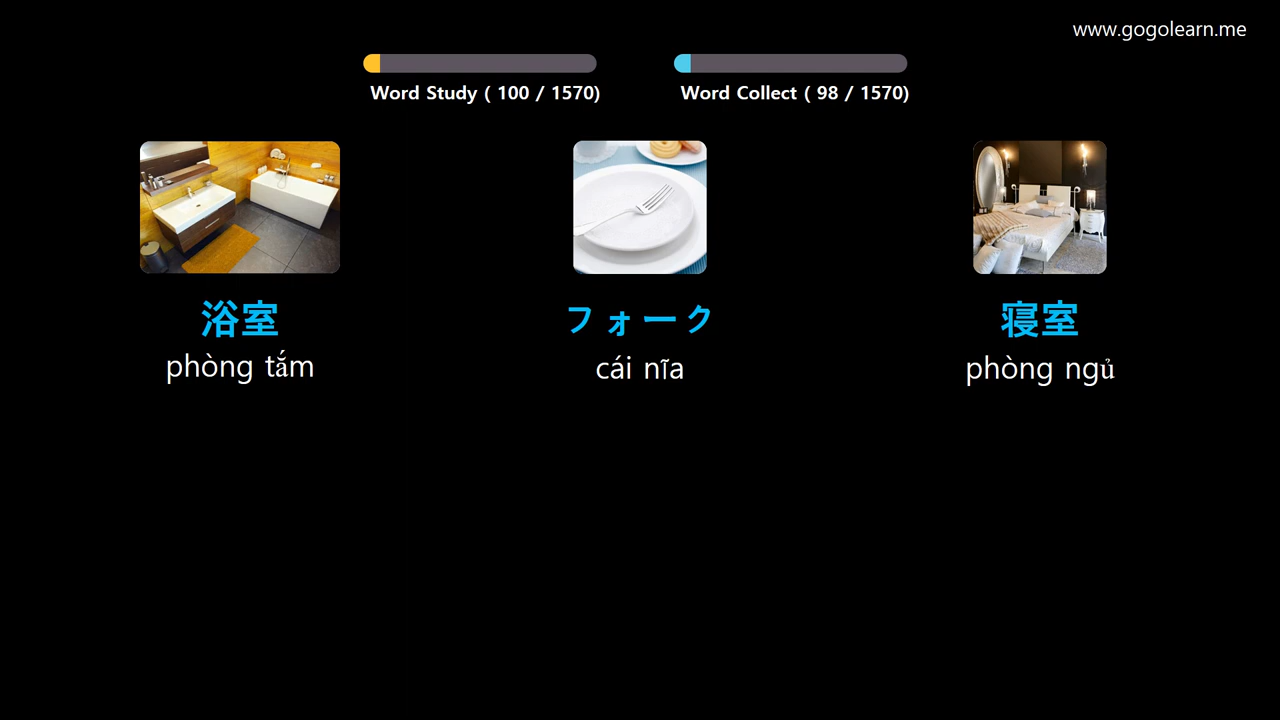 www.gogolearn.me
Word Study ( 100 / 1570)
Word Collect ( 98 / 1570)
浴室
フォーク
寝室
phòng tắm
cái nĩa
phòng ngủ